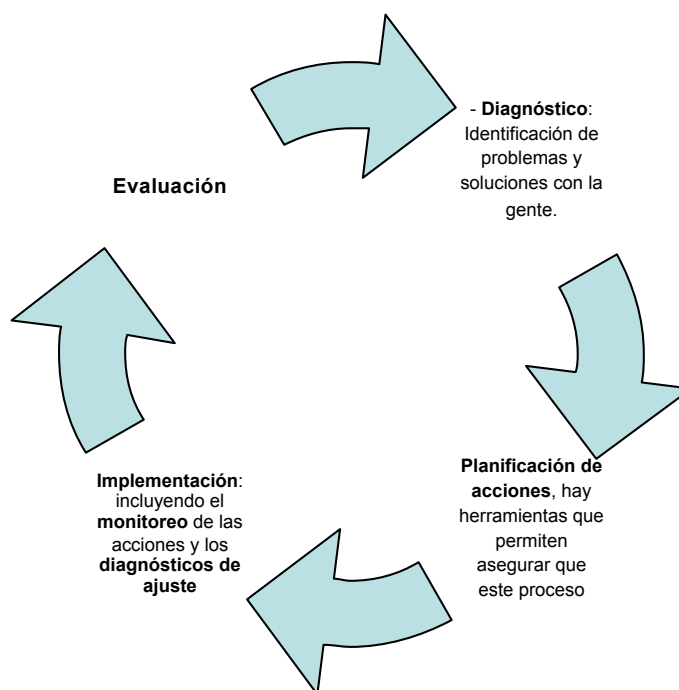 - Diagnóstico:
Identificación de
problemas y
soluciones con la
gente.
Planificación de
acciones, hay
herramientas que
permiten
asegurar que
este proceso
Implementación:
incluyendo el
monitoreo de las
acciones y los
diagnósticos de
ajuste
Evaluación